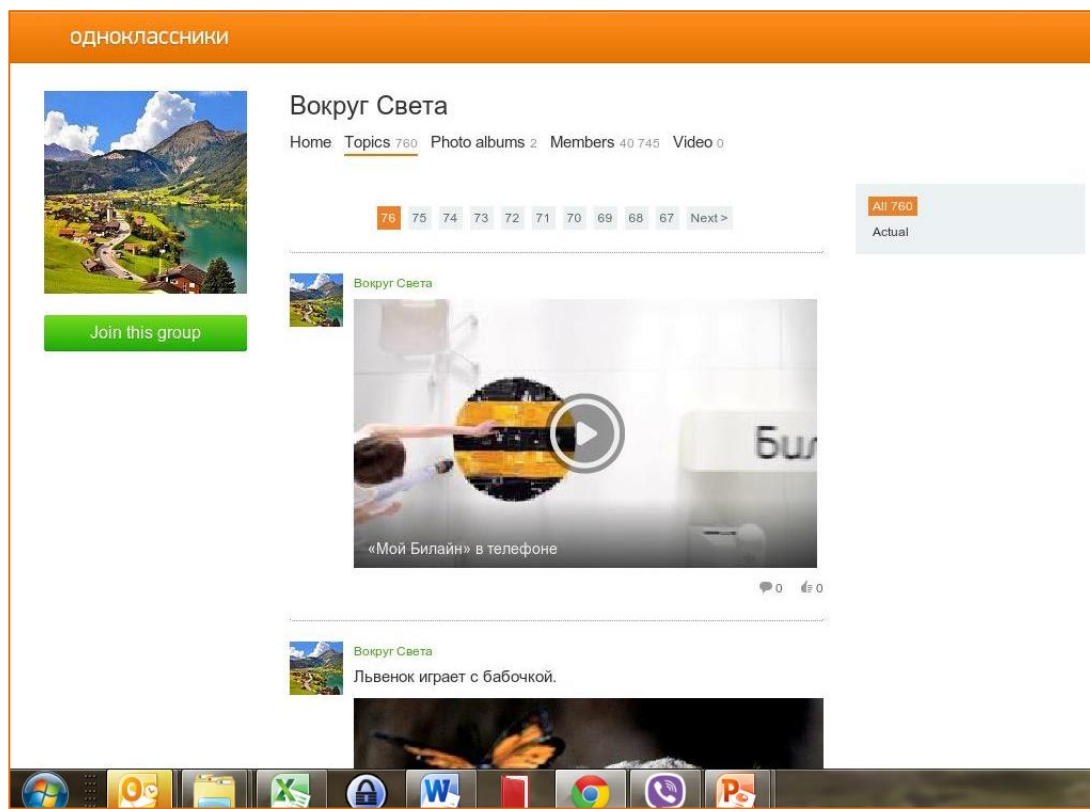 одноклассники
Вокруг Света
Home Topics 760 Photo albums 2 Members 40 745 Video 0
76 75 74 73 72 71 70 69 68 67 Next >
All 760
Actual
Join this group
Вокруг Света
Бил
«Мой Билайн» в телефоне
0 0
Вокруг Света
Львенок играет с бабочкой.